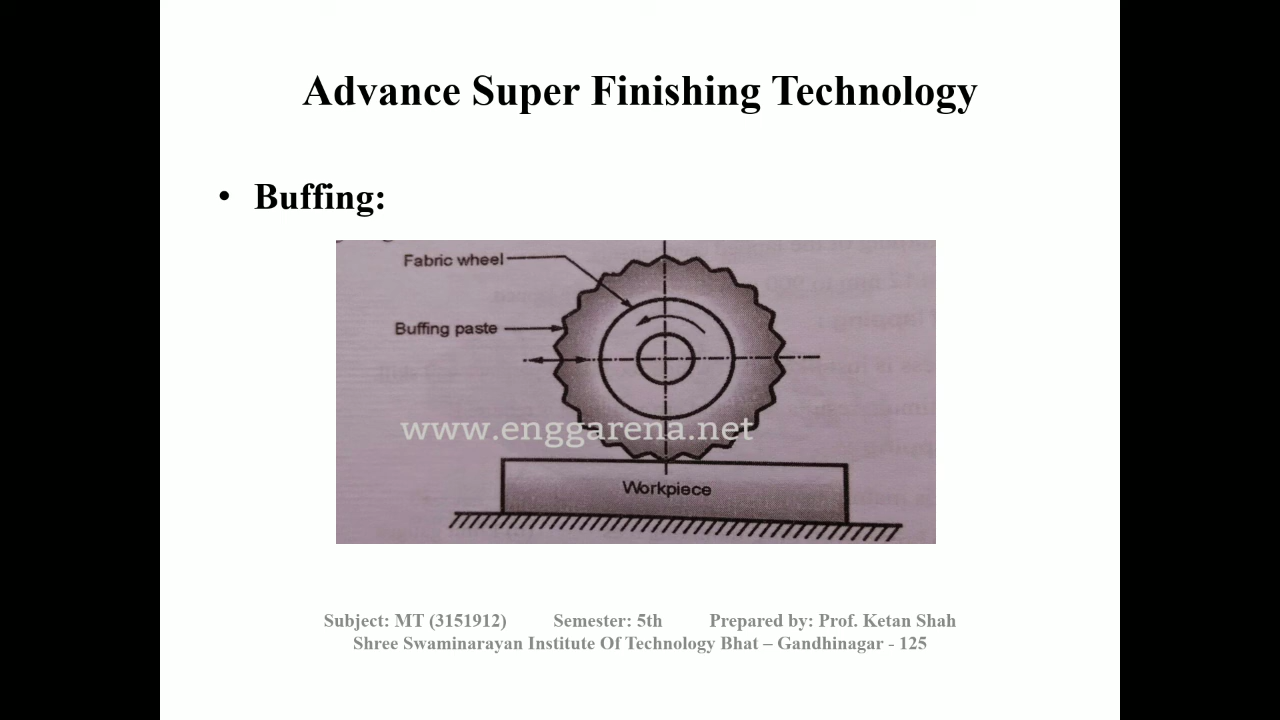 Advance Super Finishing Technology
• Buffing:
Fabric wheel
Buffing paste
www.enggarena.net
Workpiece
Subject: MT (3151912) Semester: 5th Prepared by: Prof. Ketan Shah
Shree Swaminarayan Institute Of Technology Bhat – Gandhinagar - 125